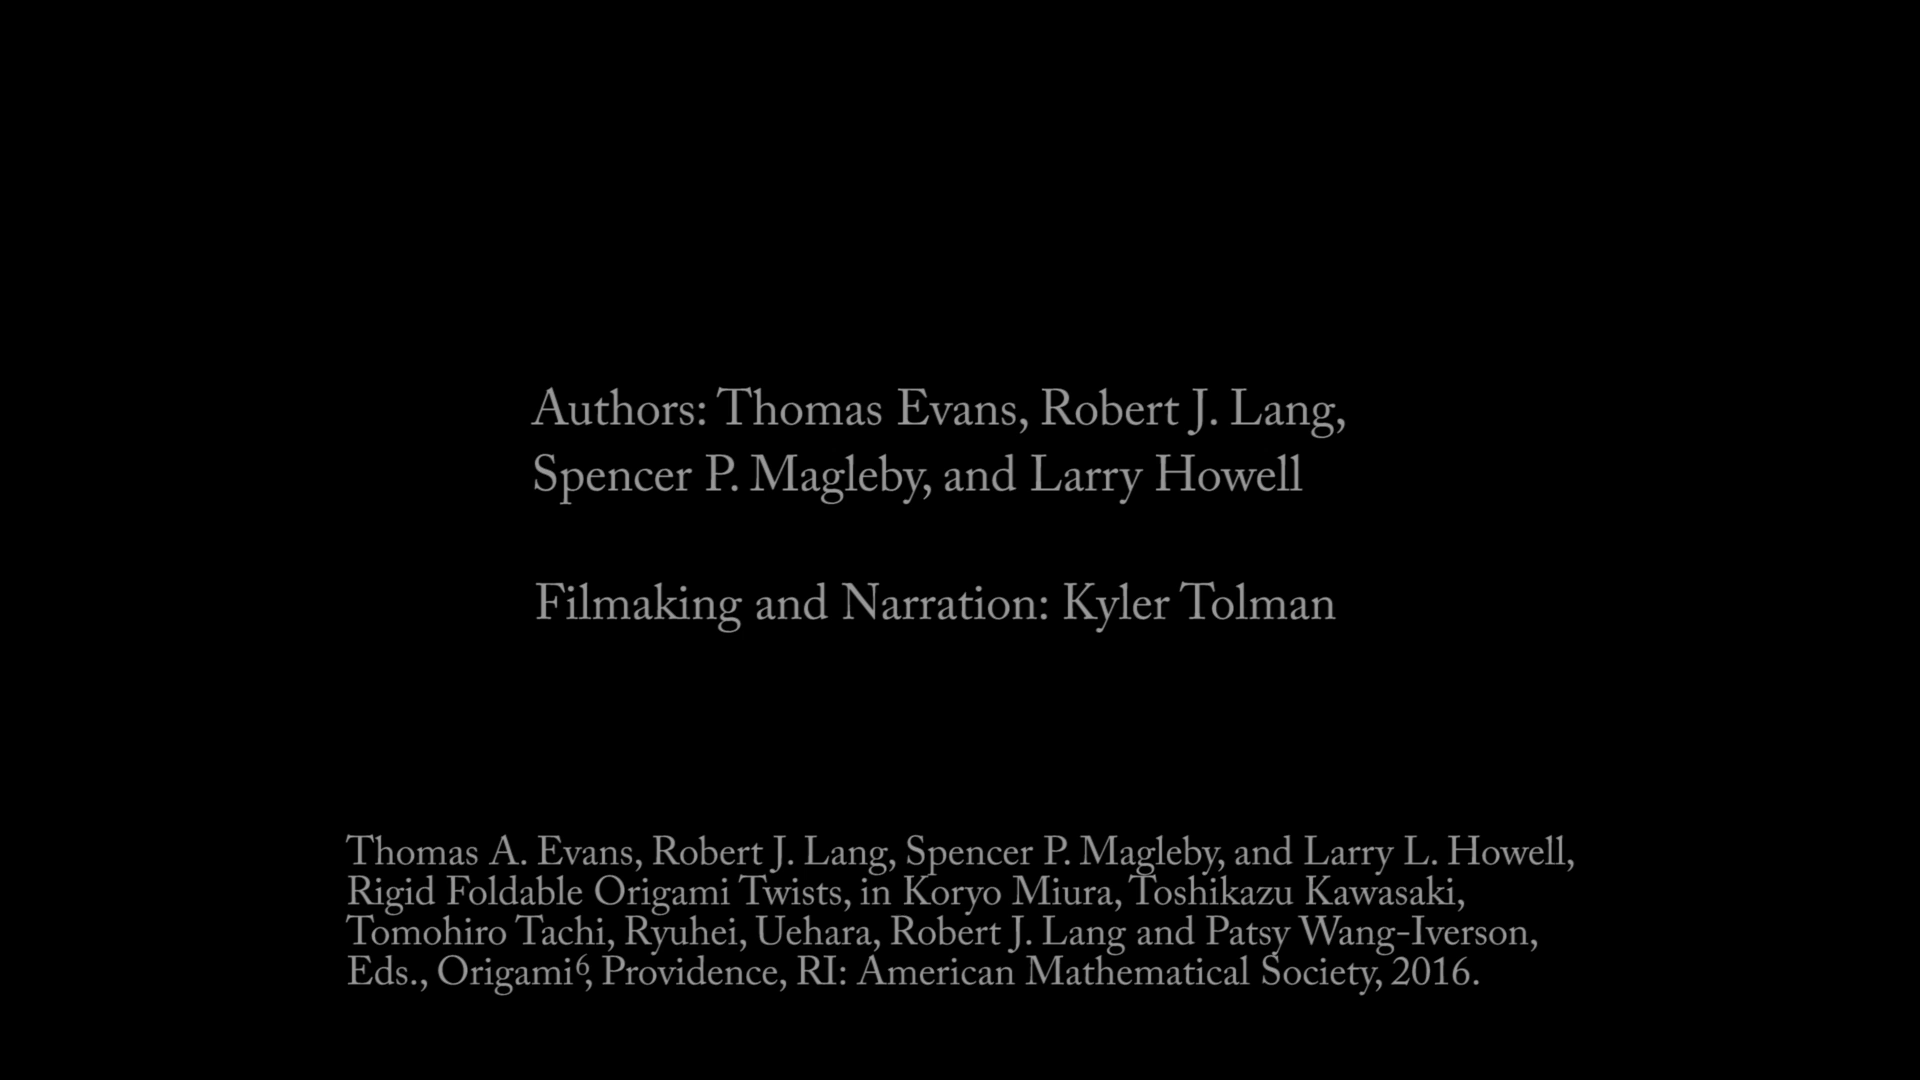 Authors: Thomas Evans, Robert J. Lang,
Spencer P. Magleby, and Larry Howell
Filmaking and Narration: Kyler Tolman
Thomas A. Evans, Robert J. Lang, Spencer P. Magleby, and Larry L. Howell,
Rigid Foldable Origami Twists, in Koryo Miura, Toshikazu Kawasaki,
Tomohiro Tachi, Ryuhei, Uehara, Robert J. Lang and Patsy Wang-Iverson,
Eds., Origami⁶, Providence, RI: American Mathematical Society, 2016.